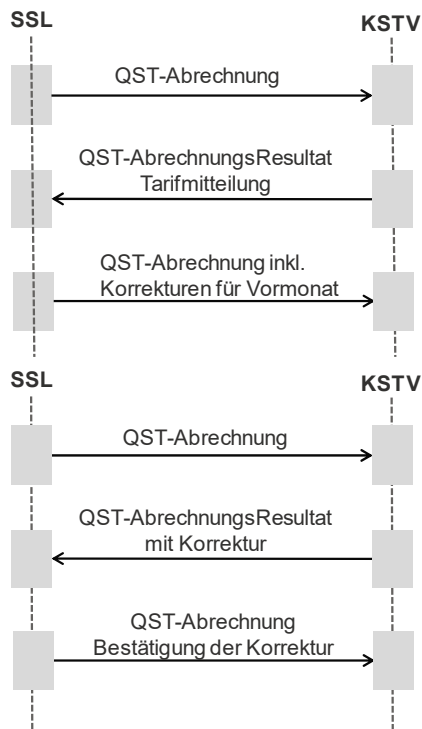 SSL
KSTV
QST-Abrechnung
QST-AbrechnungsResultat
Tarifmitteilung
QST-Abrechnung inkl.
Korrekturen für Vormonat
SSL
KSTV
QST-Abrechnung
QST-AbrechnungsResultat
mit Korrektur
QST-Abrechnung
Bestätigung der Korrektur